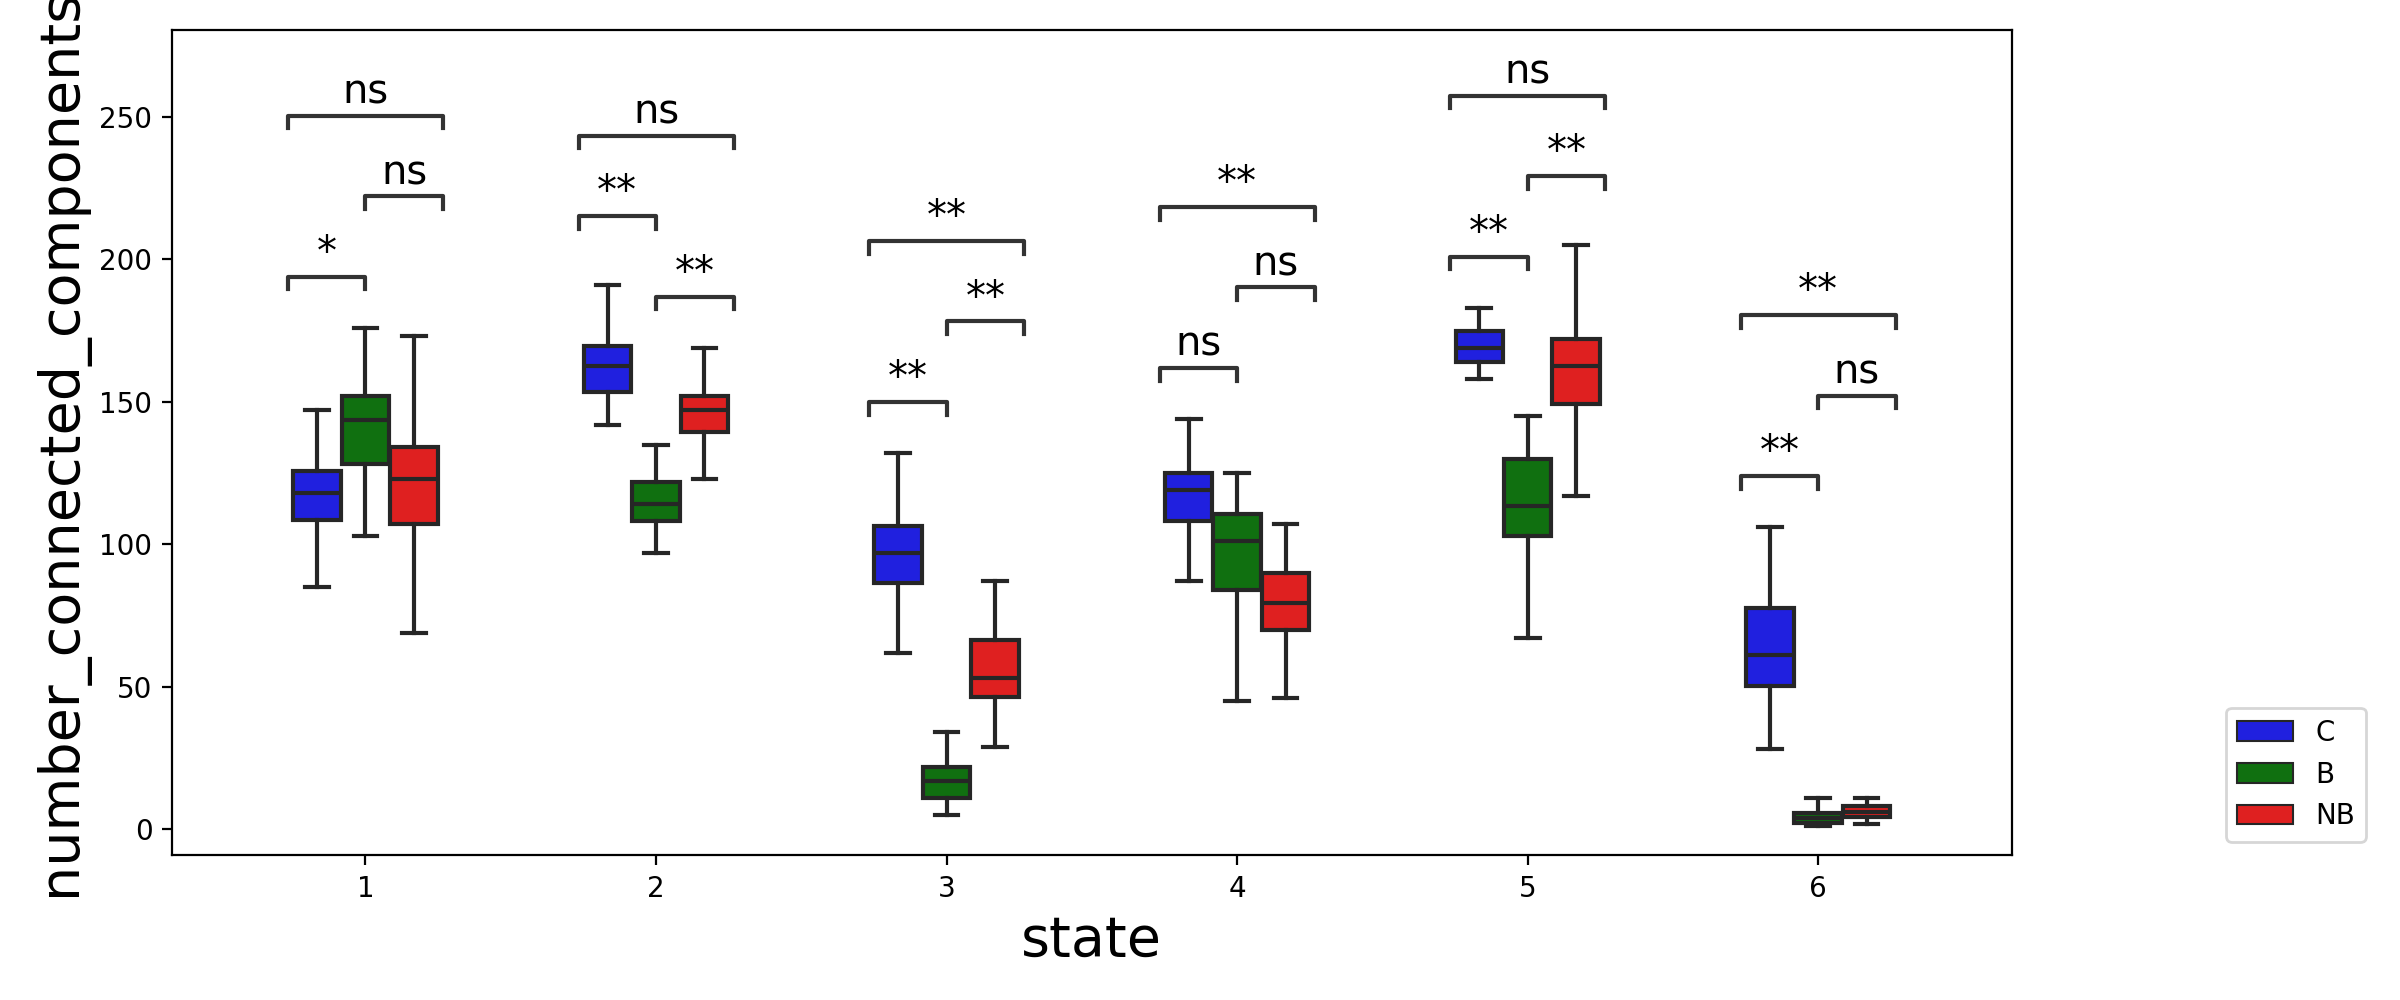 number_connected_components
250
200
150
100
50
0
ns
ns
*
ns
**
**
**
**
**
**
ns
ns
ns
**
**
**
ns
**
1
2
3
4
5
6
state
C
B
NB